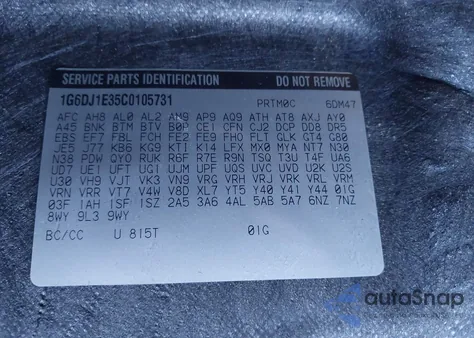 SERVICE PARTS IDENTIFICATION DO NOT REMOVE
1G6DJ1E35C0105731 PRTM0C 6DM47
AFC AH8 AL0 AL2 AM9 AP9 AQ9 ATH AT8 AXJ AY0
A45 BNK BTM BTV B0P CE1 CFN CJ2 DCP DD8 DR5
EBS EF7 FBL FCH FE2 FE9 FHO FLT GLK GT4 G80
JE5 J77 KB6 KG9 KTI K14 LFX MX0 MYA NT7 N30
N38 PDW QYO RUK R6F R7E R9N TSQ T3U T4F UA6
UD7 UE1 UFT UG1 UJM UPF UQS UVC UVD U2K U2S
U30 VH9 VJT VK3 VN9 VRG VRH VRJ VRK VRL VRM
VRN VRR VT7 V4W V8D XL7 YT5 Y40 Y41 Y44 01G
03F 1AH 1SF 1SZ 2A5 3A6 4AL 5AB 5A7 6NZ 7NZ
8WY 9L3 9WY
BC/CC U 815T 01G
autoSnap